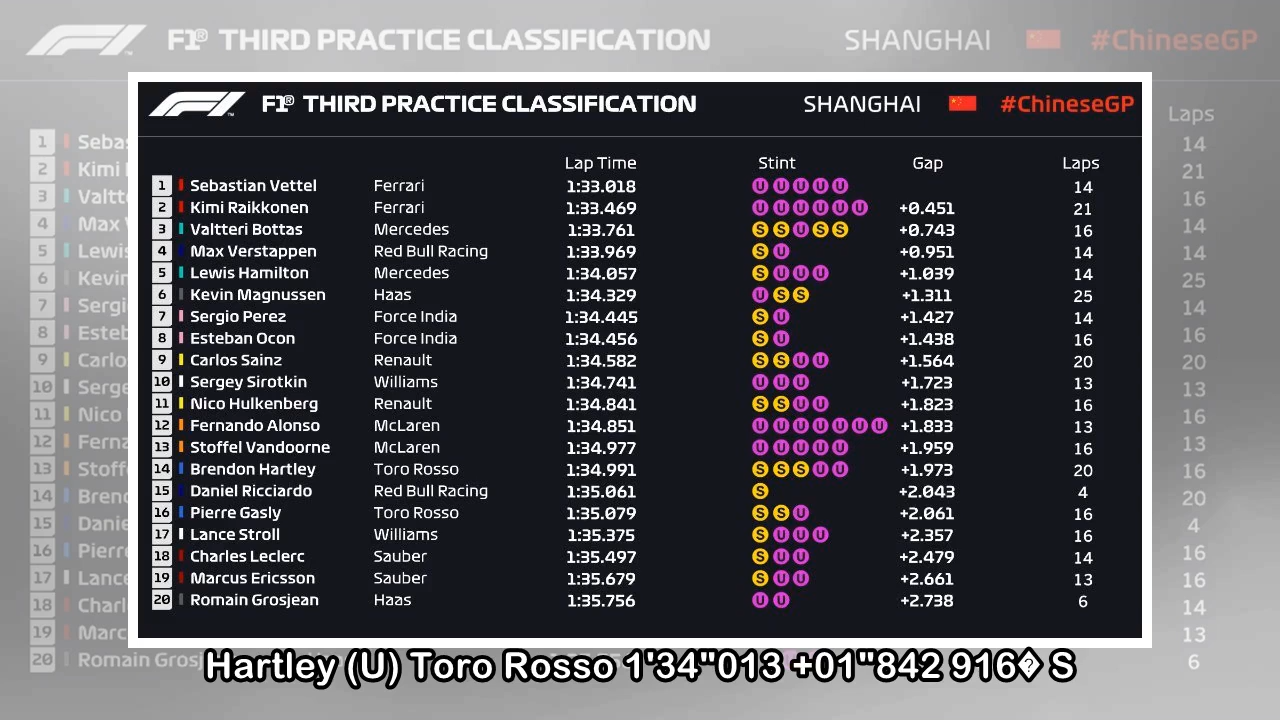 F1® THIRD PRACTICE CLASSIFICATION SHANGHAI #ChineseGP
F1® THIRD PRACTICE CLASSIFICATION SHANGHAI #ChineseGP
Lap Time Stint Gap Laps
1 Sebastian Vettel Ferrari 1:33.018 U U U U U 14
2 Kimi Raikkonen Ferrari 1:33.469 U U U U U U +0.451 21
3 Valtteri Bottas Mercedes 1:33.761 S S U S S +0.743 16
4 Max Verstappen Red Bull Racing 1:33.969 S U +0.951 14
5 Lewis Hamilton Mercedes 1:34.057 S U U U +1.039 14
6 Kevin Magnussen Haas 1:34.329 U S S +1.311 25
7 Sergio Perez Force India 1:34.445 S U +1.427 14
8 Esteban Ocon Force India 1:34.456 S U +1.438 16
9 Carlos Sainz Renault 1:34.582 S S U U +1.564 20
10 Sergey Sirotkin Williams 1:34.741 U U U +1.723 13
11 Nico Hulkenberg Renault 1:34.841 S S U U +1.823 16
12 Fernando Alonso McLaren 1:34.851 U U U U U U U +1.833 13
13 Stoffel Vandoorne McLaren 1:34.977 U U U U U +1.959 16
14 Brendon Hartley Toro Rosso 1:34.991 S S S U U +1.973 20
15 Daniel Ricciardo Red Bull Racing 1:35.061 S +2.043 4
16 Pierre Gasly Toro Rosso 1:35.079 S S U +2.061 16
17 Lance Stroll Williams 1:35.375 S U U U +2.357 16
18 Charles Leclerc Sauber 1:35.497 S U U +2.479 14
19 Marcus Ericsson Sauber 1:35.679 S U U +2.661 13
20 Romain Grosjean Haas 1:35.756 U U +2.738 6
Hartley (U) Toro Rosso 1'34"013 +01"842 916� S